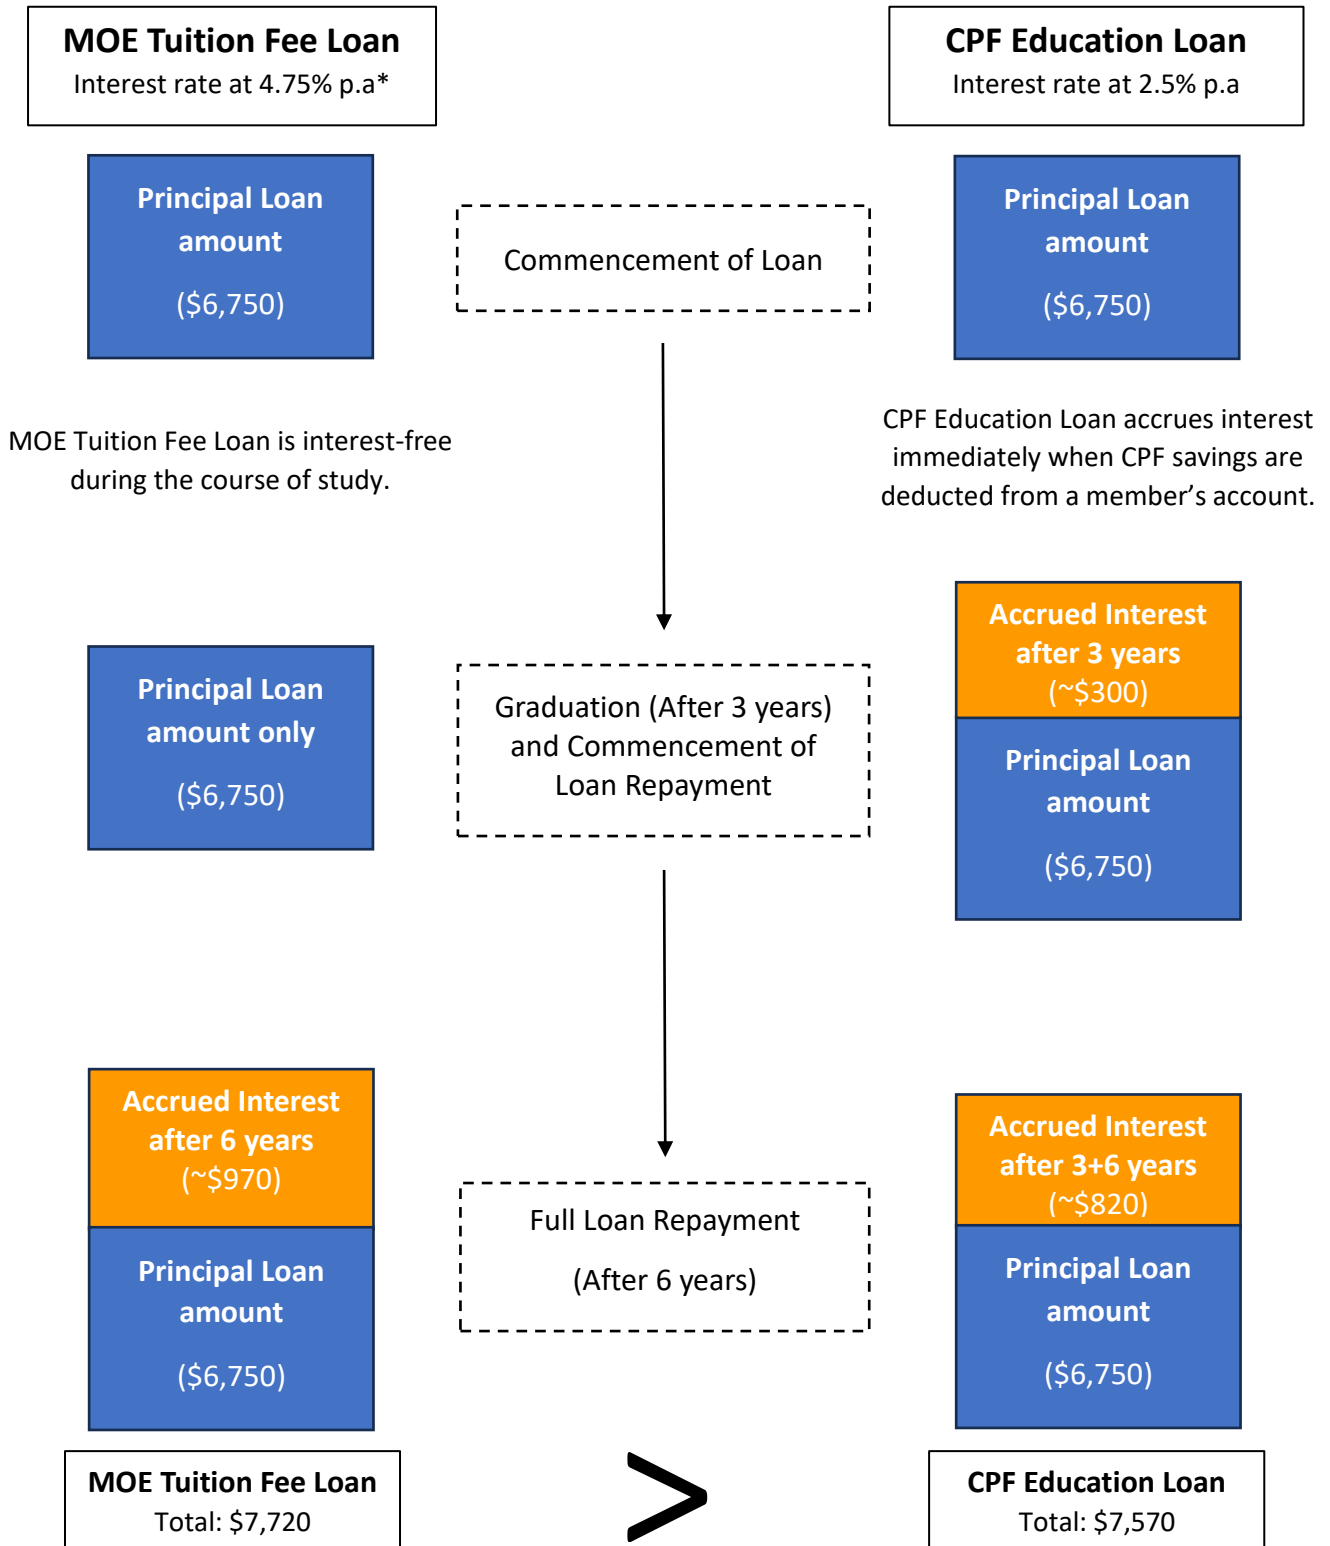 MOE Tuition Fee Loan
Interest rate at 4.75% p.a*
CPF Education Loan
Interest rate at 2.5% p.a
Principal Loan
amount
($6,750)
Commencement of Loan
Principal Loan
amount
($6,750)
MOE Tuition Fee Loan is interest-free
during the course of study.
CPF Education Loan accrues interest
immediately when CPF savings are
deducted from a member’s account.
Principal Loan
amount only
($6,750)
Graduation (After 3 years)
and Commencement of
Loan Repayment
Accrued Interest
after 3 years
(~$300)
Principal Loan
amount
($6,750)
Accrued Interest
after 6 years
(~$970)
Principal Loan
amount
($6,750)
Full Loan Repayment
(After 6 years)
Accrued Interest
after 3+6 years
(~$820)
Principal Loan
amount
($6,750)
MOE Tuition Fee Loan
Total: $7,720
>
CPF Education Loan
Total: $7,570